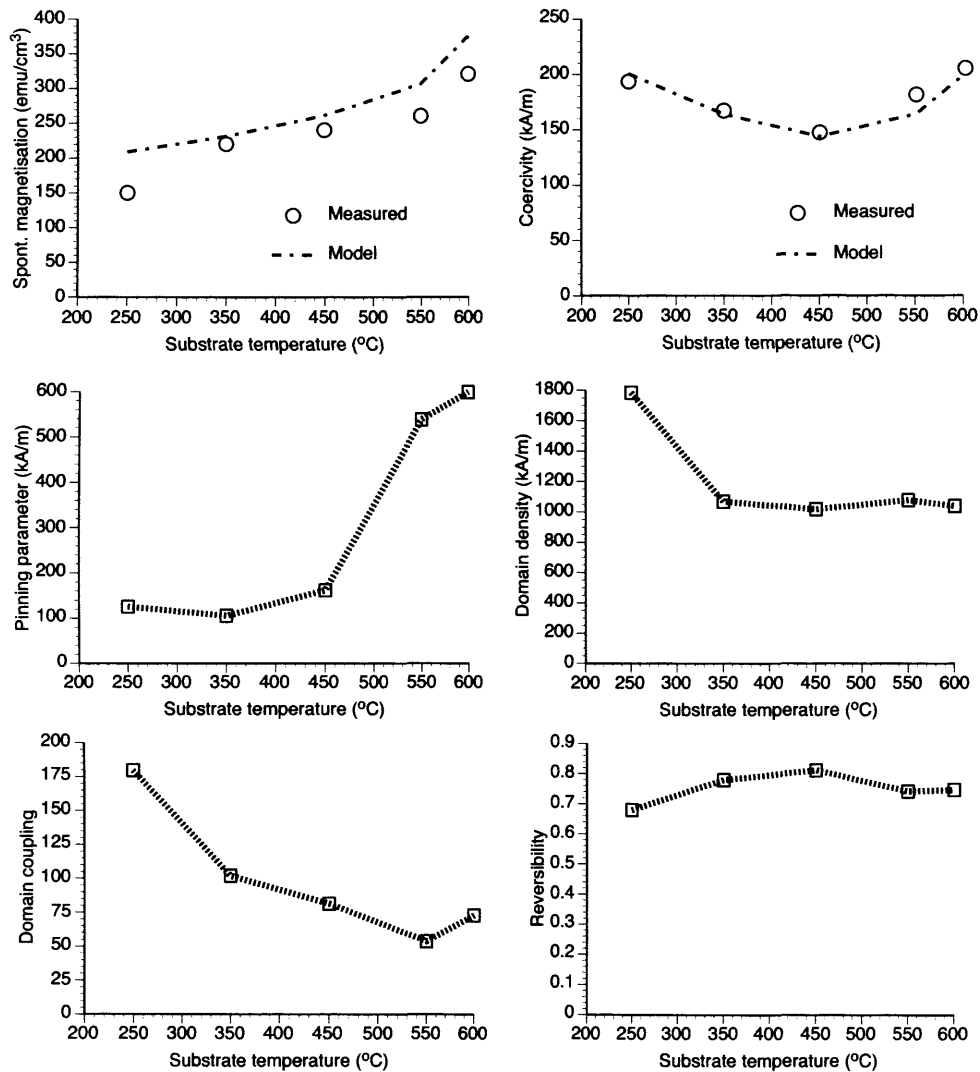 Spont. magnetisation (emu/cm³)
400
350
300
250
200
150
100
50
0
Measured
Model
200 250 300 350 400 450 500 550 600
Substrate temperature (°C)
Coercivity (kA/m)
250
200
150
100
50
0
Measured
Model
200 250 300 350 400 450 500 550 600
Substrate temperature (°C)
Pinning parameter (kA/m)
600
500
400
300
200
100
0
200 250 300 350 400 450 500 550 600
Substrate temperature (°C)
Domain density (kA/m)
1800
1600
1400
1200
1000
800
600
400
200
0
200 250 300 350 400 450 500 550 600
Substrate temperature (°C)
Domain coupling
200
175
150
125
100
75
50
25
0
200 250 300 350 400 450 500 550 600
Substrate temperature (°C)
Reversibility
0.9
0.8
0.7
0.6
0.5
0.4
0.3
0.2
0.1
0
200 250 300 350 400 450 500 550 600
Substrate temperature (°C)